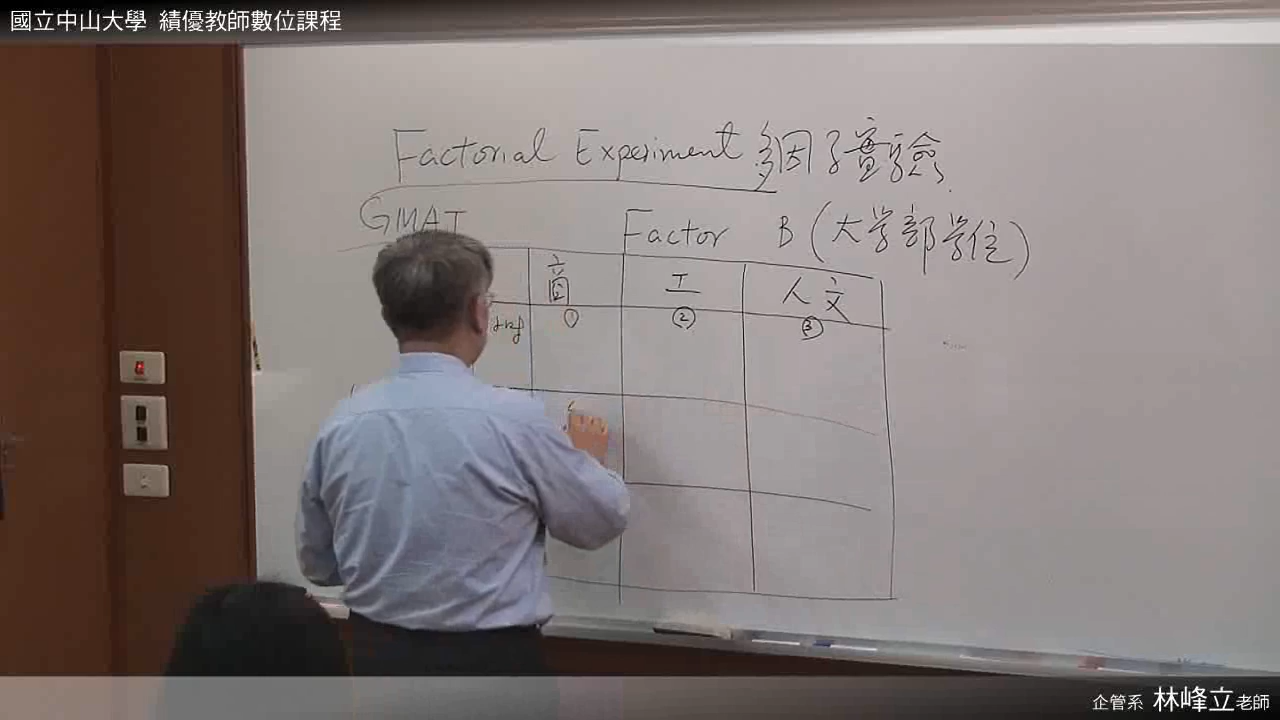 國立中山大學 績優教師數位課程
Factorial Experiment 多因子實驗
GMAT
Factor B (大学部学位)
商 工 人文
① ② ③
企管系 林峰立老師